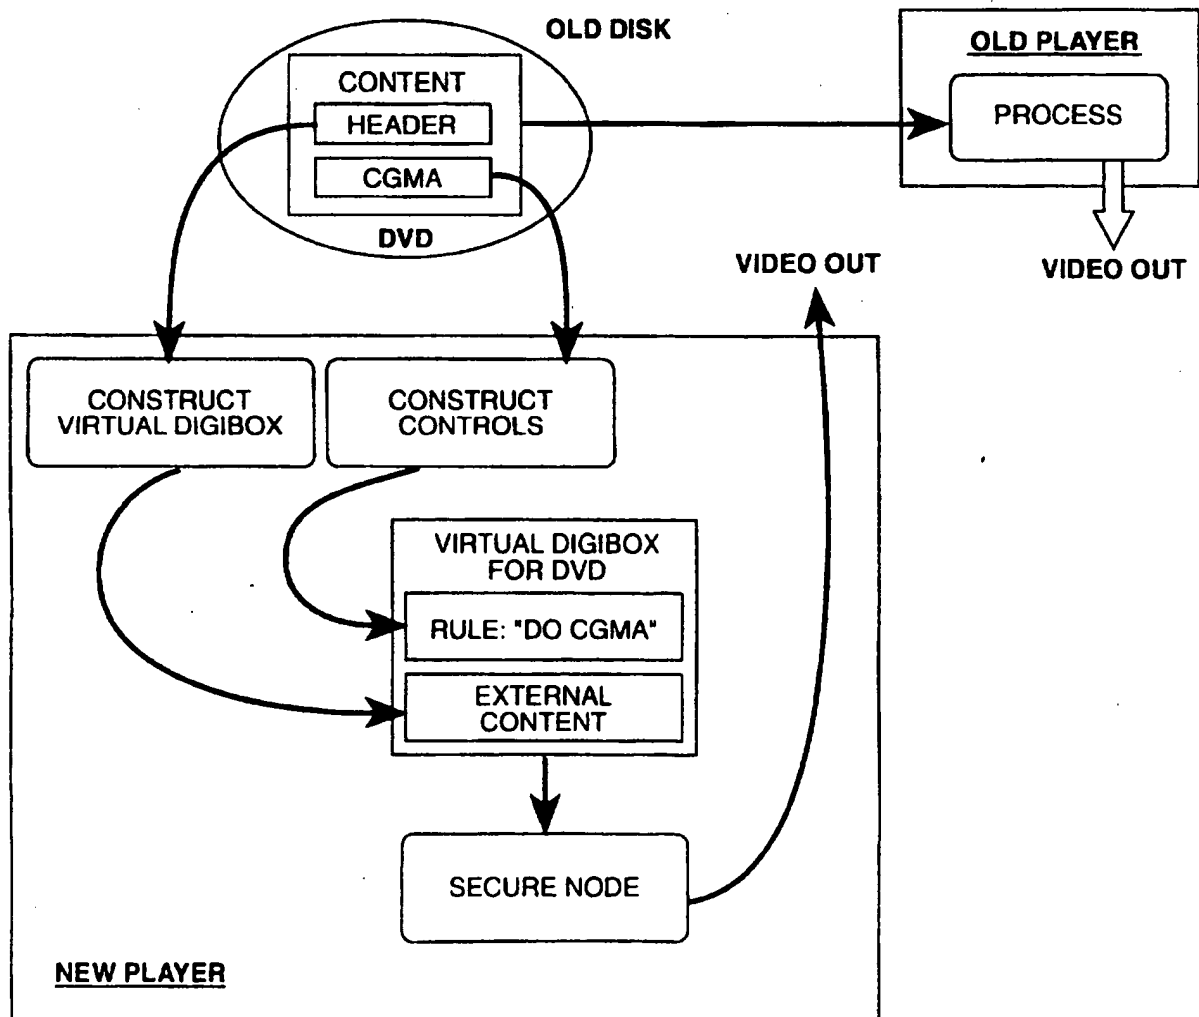 OLD DISK
CONTENT
HEADER
CGMA
DVD
OLD PLAYER
PROCESS
VIDEO OUT
VIDEO OUT
CONSTRUCT
VIRTUAL DIGIBOX
CONSTRUCT
CONTROLS
VIRTUAL DIGIBOX
FOR DVD
RULE: "DO CGMA"
EXTERNAL
CONTENT
SECURE NODE
NEW PLAYER